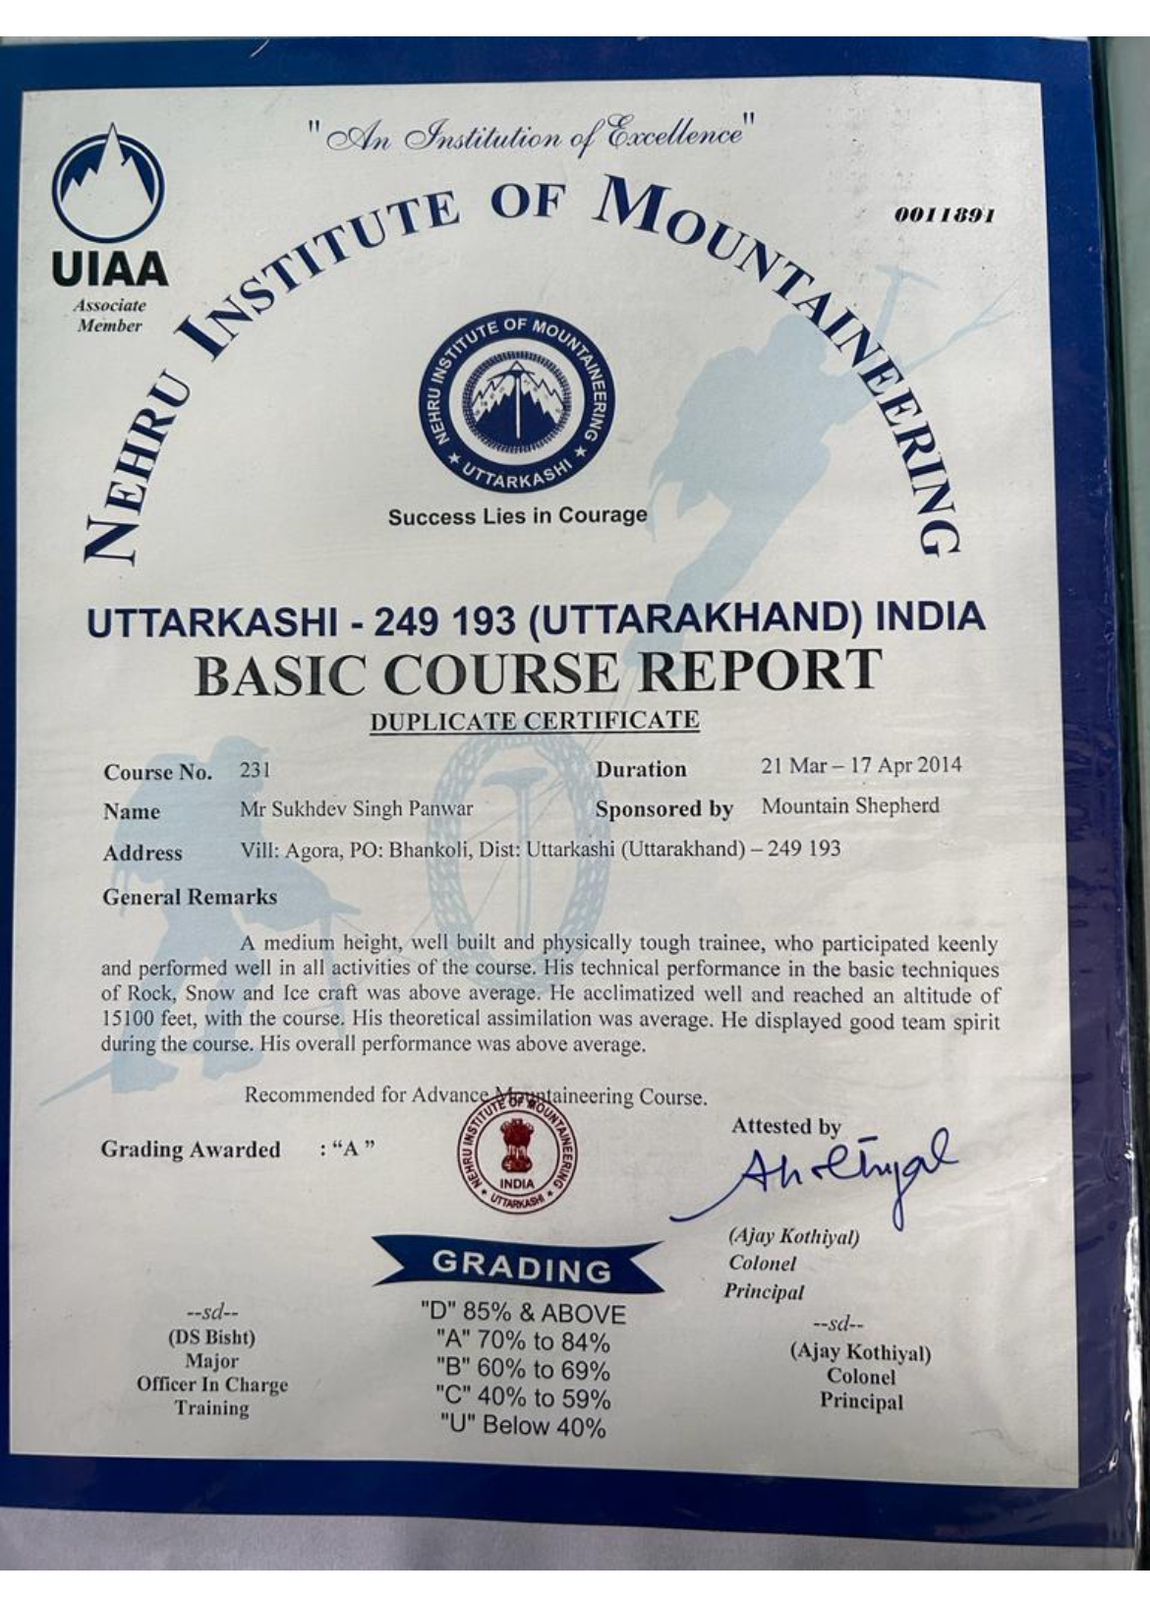 "An Institution of Excellence"
UIAA
Associate
Member
0011891
NEHRU INSTITUTE OF MOUNTAINEERING
NEHRU INSTITUTE OF MOUNTAINEERING
★ UTTARKASHI ★
Success Lies in Courage
UTTARKASHI - 249 193 (UTTARAKHAND) INDIA
BASIC COURSE REPORT
DUPLICATE CERTIFICATE
Course No. 231 Duration 21 Mar – 17 Apr 2014
Name Mr Sukhdev Singh Panwar Sponsored by Mountain Shepherd
Address Vill: Agora, PO: Bhankoli, Dist: Uttarkashi (Uttarakhand) – 249 193
General Remarks
A medium height, well built and physically tough trainee, who participated keenly
and performed well in all activities of the course. His technical performance in the basic techniques
of Rock, Snow and Ice craft was above average. He acclimatized well and reached an altitude of
15100 feet, with the course. His theoretical assimilation was average. He displayed good team spirit
during the course. His overall performance was above average.
Recommended for Advance Mountaineering Course.
Grading Awarded : “A ”
NEHRU INSTITUTE OF MOUNTAINEERING
INDIA
UTTARKASHI
Attested by
(Ajay Kothiyal)
Colonel
Principal
GRADING
"D" 85% & ABOVE
"A" 70% to 84%
"B" 60% to 69%
"C" 40% to 59%
"U" Below 40%
--sd--
(DS Bisht)
Major
Officer In Charge
Training
--sd--
(Ajay Kothiyal)
Colonel
Principal